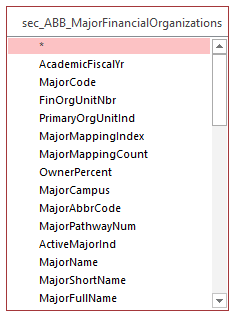 sec_ABB_MajorFinancialOrganizations
*
AcademicFiscalYr
MajorCode
FinOrgUnitNbr
PrimaryOrgUnitInd
MajorMappingIndex
MajorMappingCount
OwnerPercent
MajorCampus
MajorAbbrCode
MajorPathwayNum
ActiveMajorInd
MajorName
MajorShortName
MajorFullName